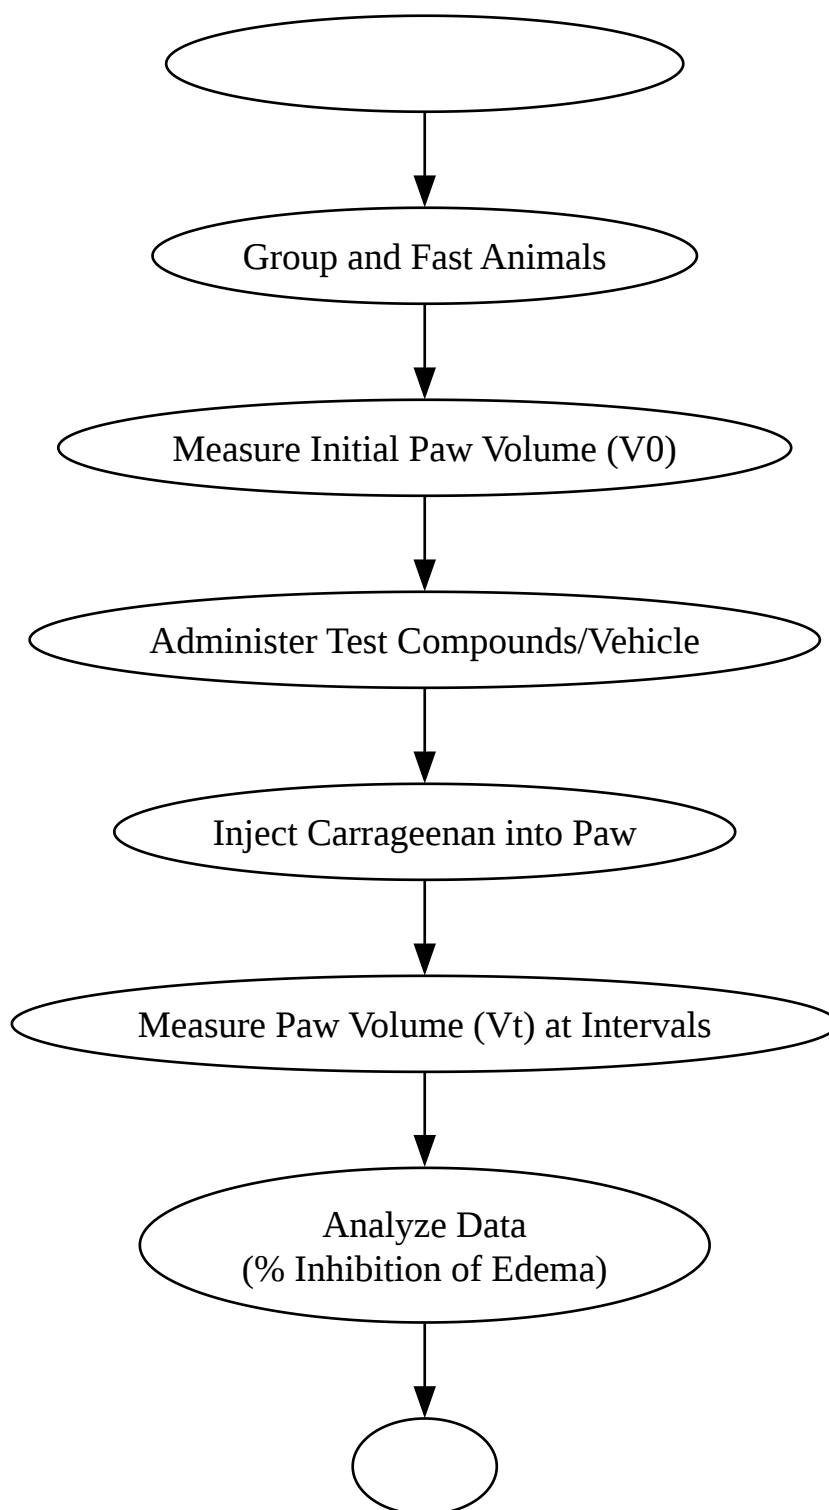 Group and Fast Animals
Measure Initial Paw Volume (V0)
Administer Test Compounds/Vehicle
Inject Carrageenan into Paw
Measure Paw Volume (Vt) at Intervals
Analyze Data
(% Inhibition of Edema)